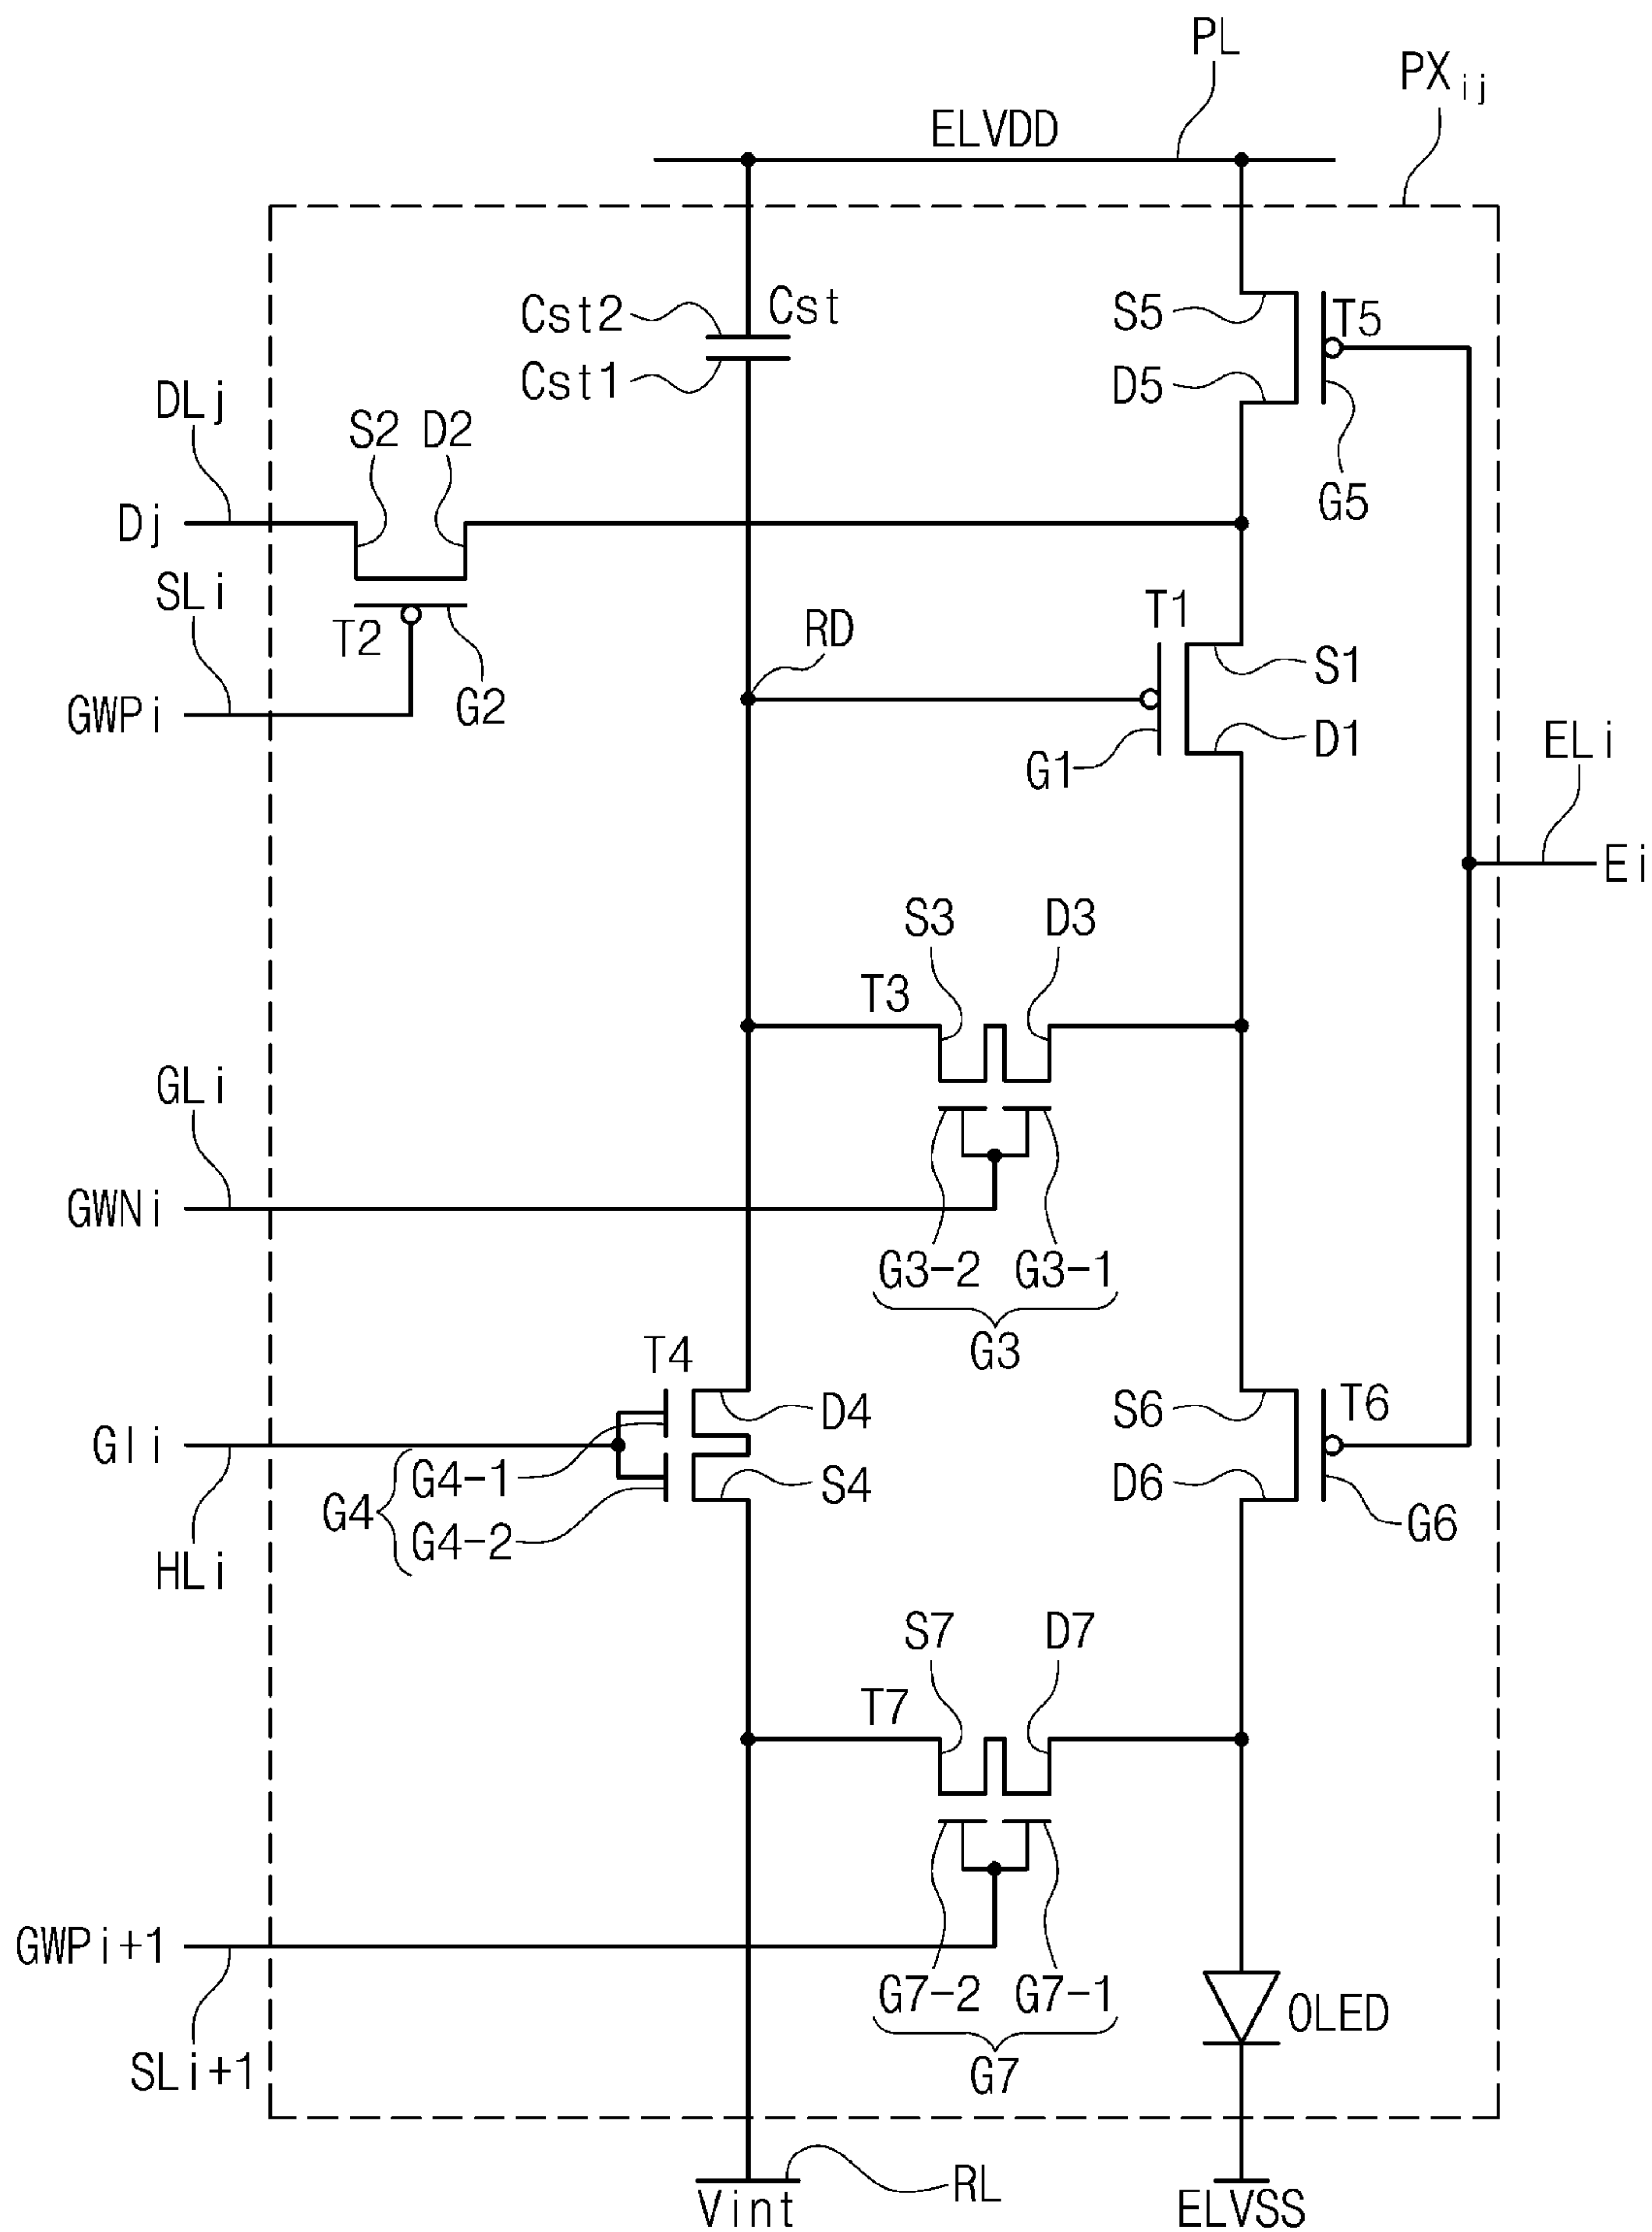 PL
PXij
ELVDD
Cst2
Cst
Cst1
S5
T5
D5
G5
DLj
S2
D2
Dj
SLi
T2
G2
GWPi
RD
T1
S1
D1
G1
ELi
Ei
S3
D3
T3
GLi
GWNi
G3-2
G3-1
G3
T4
D4
S6
T6
GIi
G4-1
S4
D6
G4
G4-2
G6
HLi
S7
D7
T7
GWPi+1
G7-2
G7-1
OLED
SLi+1
G7
RL
Vint
ELVSS